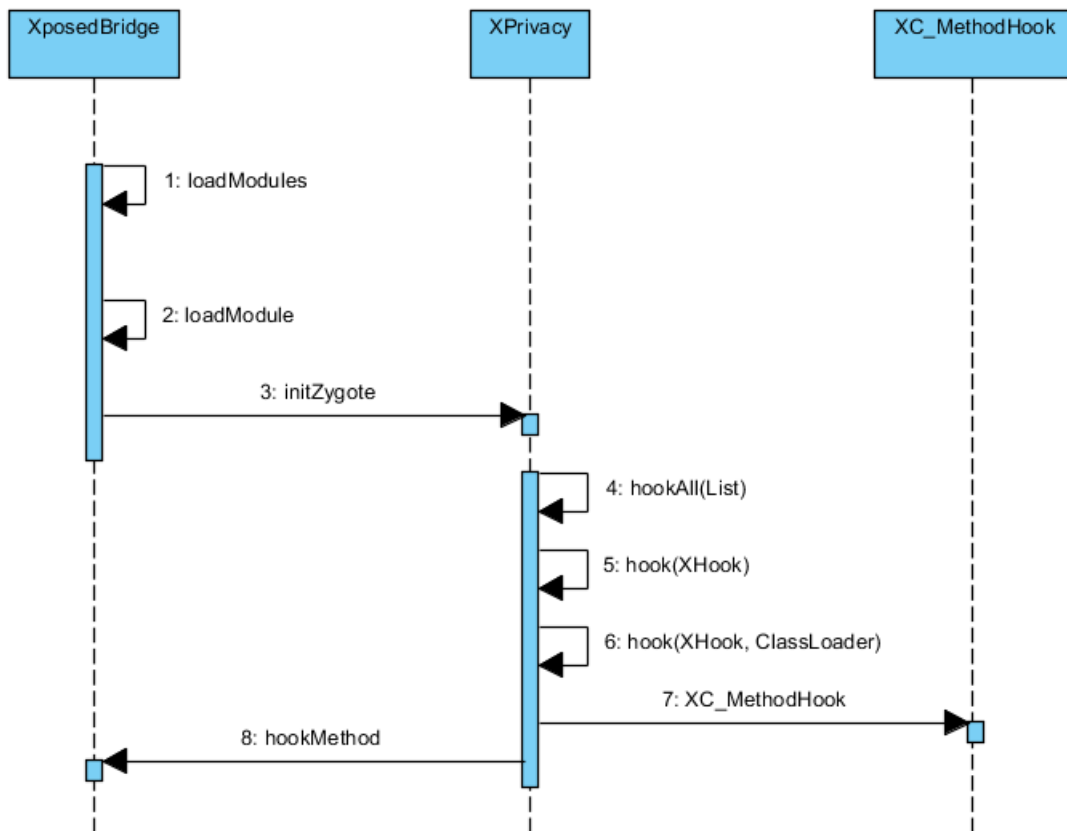 XposedBridge
XPrivacy
XC_MethodHook
1: loadModules
2: loadModule
3: initZygote
4: hookAll(List)
5: hook(XHook)
6: hook(XHook, ClassLoader)
7: XC_MethodHook
8: hookMethod